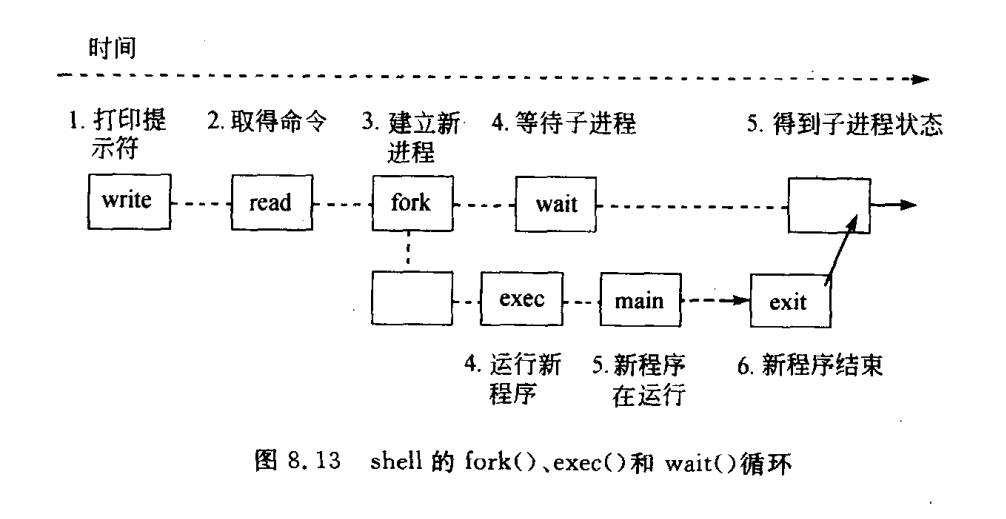 时间
1. 打印提
示符
2. 取得命令
3. 建立新
进程
4. 等待子进程
5. 得到子进程状态
write
read
fork
wait
exec
main
exit
4. 运行新
程序
5. 新程序
在运行
6. 新程序结束
图 8.13 shell 的 fork()、exec()和 wait()循环